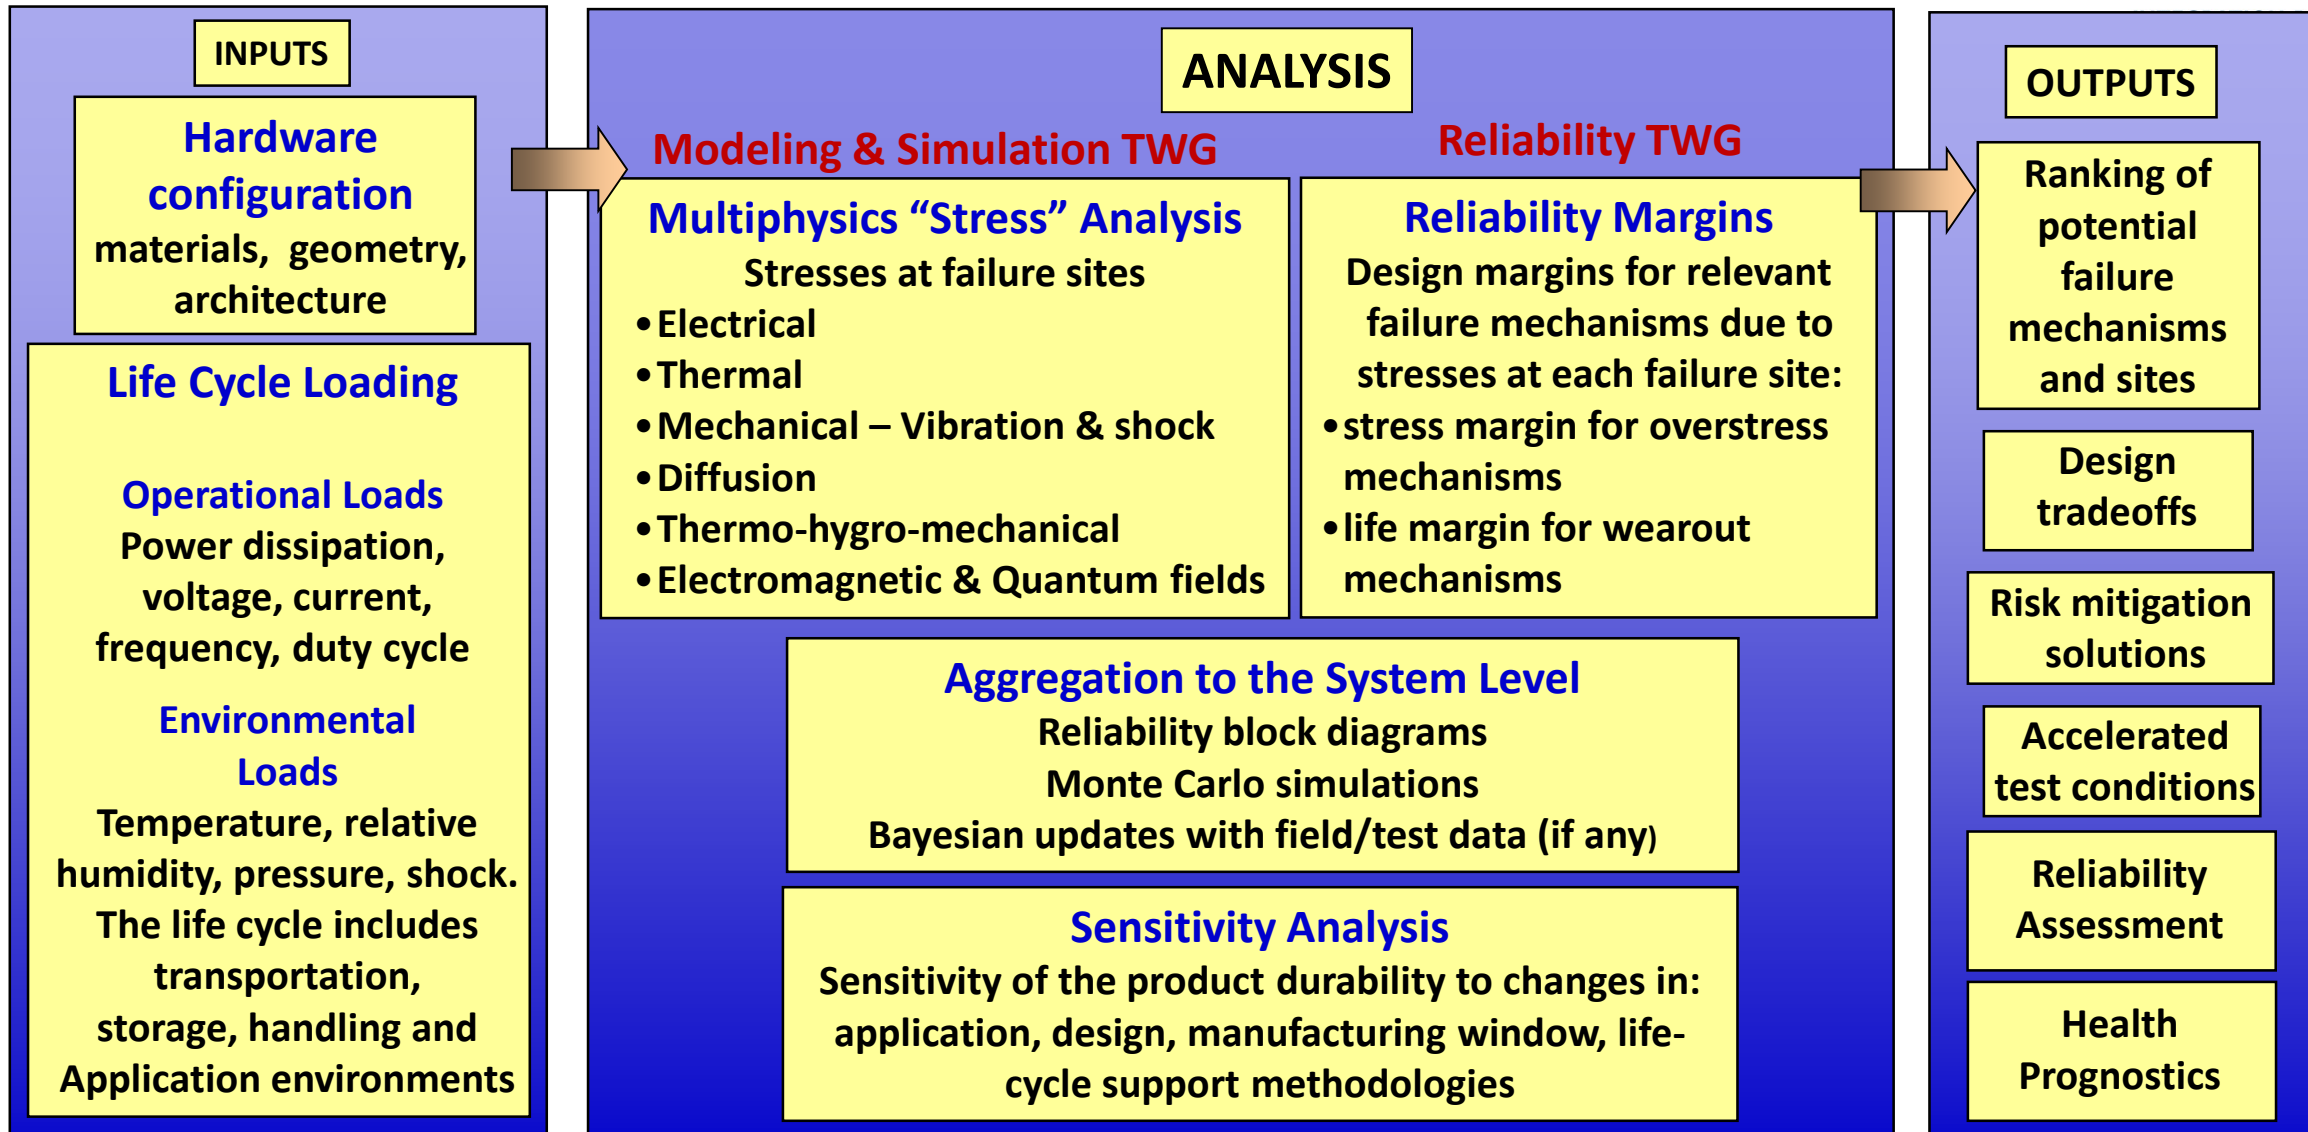 INPUTS
Hardware
configuration
materials, geometry,
architecture
Life Cycle Loading
Operational Loads
Power dissipation,
voltage, current,
frequency, duty cycle
Environmental
Loads
Temperature, relative
humidity, pressure, shock.
The life cycle includes
transportation,
storage, handling and
Application environments
ANALYSIS
Modeling & Simulation TWG
Multiphysics “Stress” Analysis
Stresses at failure sites
•Electrical
•Thermal
•Mechanical – Vibration & shock
•Diffusion
•Thermo-hygro-mechanical
•Electromagnetic & Quantum fields
Reliability TWG
Reliability Margins
Design margins for relevant
failure mechanisms due to
stresses at each failure site:
•stress margin for overstress
mechanisms
•life margin for wearout
mechanisms
Aggregation to the System Level
Reliability block diagrams
Monte Carlo simulations
Bayesian updates with field/test data (if any)
Sensitivity Analysis
Sensitivity of the product durability to changes in:
application, design, manufacturing window, life-
cycle support methodologies
OUTPUTS
Ranking of
potential
failure
mechanisms
and sites
Design
tradeoffs
Risk mitigation
solutions
Accelerated
test conditions
Reliability
Assessment
Health
Prognostics